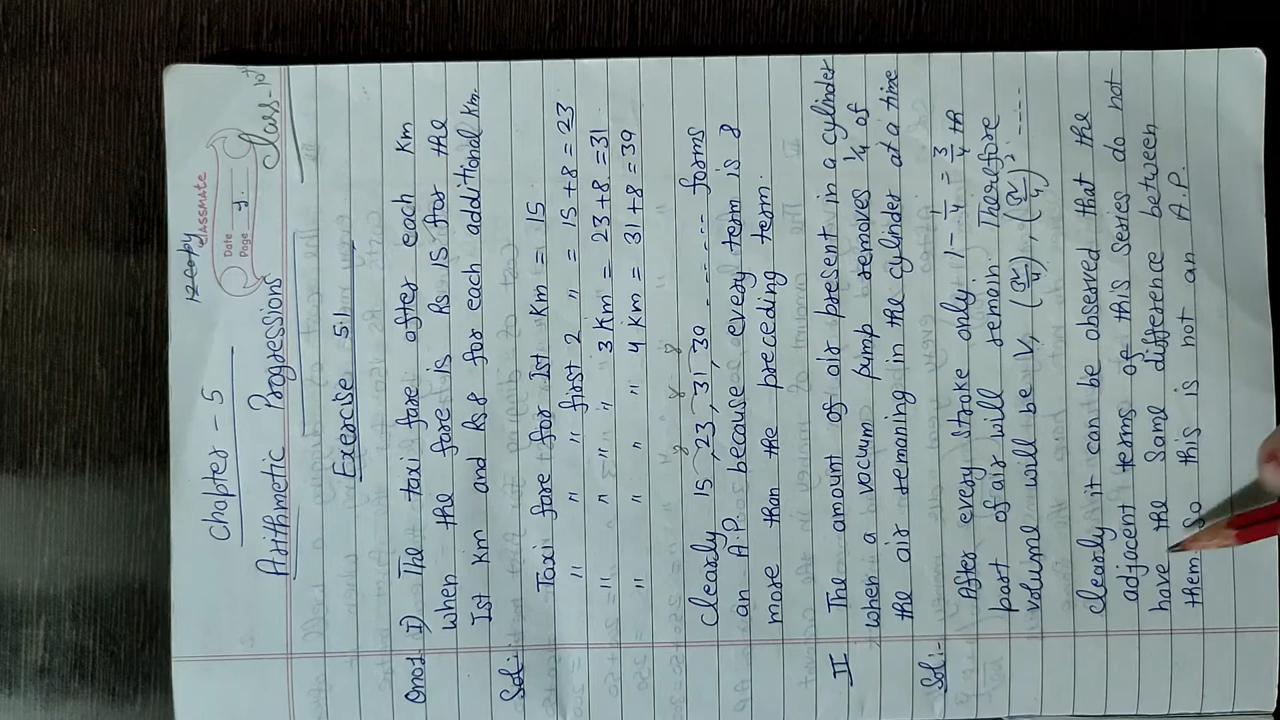 CLASSMATE
Date
Page 1.
Chapter - 5
Class - 10th
Arithmetic Progressions
Exercise 5.1
Qno1. I) The taxi fare after each km
when the fare is Rs 15 for the
Ist km and Rs 8 for each additional km.
Sol:-
Taxi fare for Ist Km = 15
" " " first 2 " = 15 + 8 = 23
" " " " 3 Km = 23 + 8 = 31
" " " " 4 Km = 31 + 8 = 39
Clearly 15, 23, 31, 39 ------- forms
8 8 8
an A.P. because every term is 8
more than the preceding term.
II The amount of air present in a cylinder
when a vocum pump removes 1/4 of
the air remaning in the cylinder at a time
Sol:- After every stroke only 1 - 1/4 = 3/4 th
part of air will remain. Therefore
volume will be V, (3V/4), (3V/4)² ----
Clearly it can be observed that the
adjacent terms of this series do not
have the Same difference between
them So this is not an A.P.